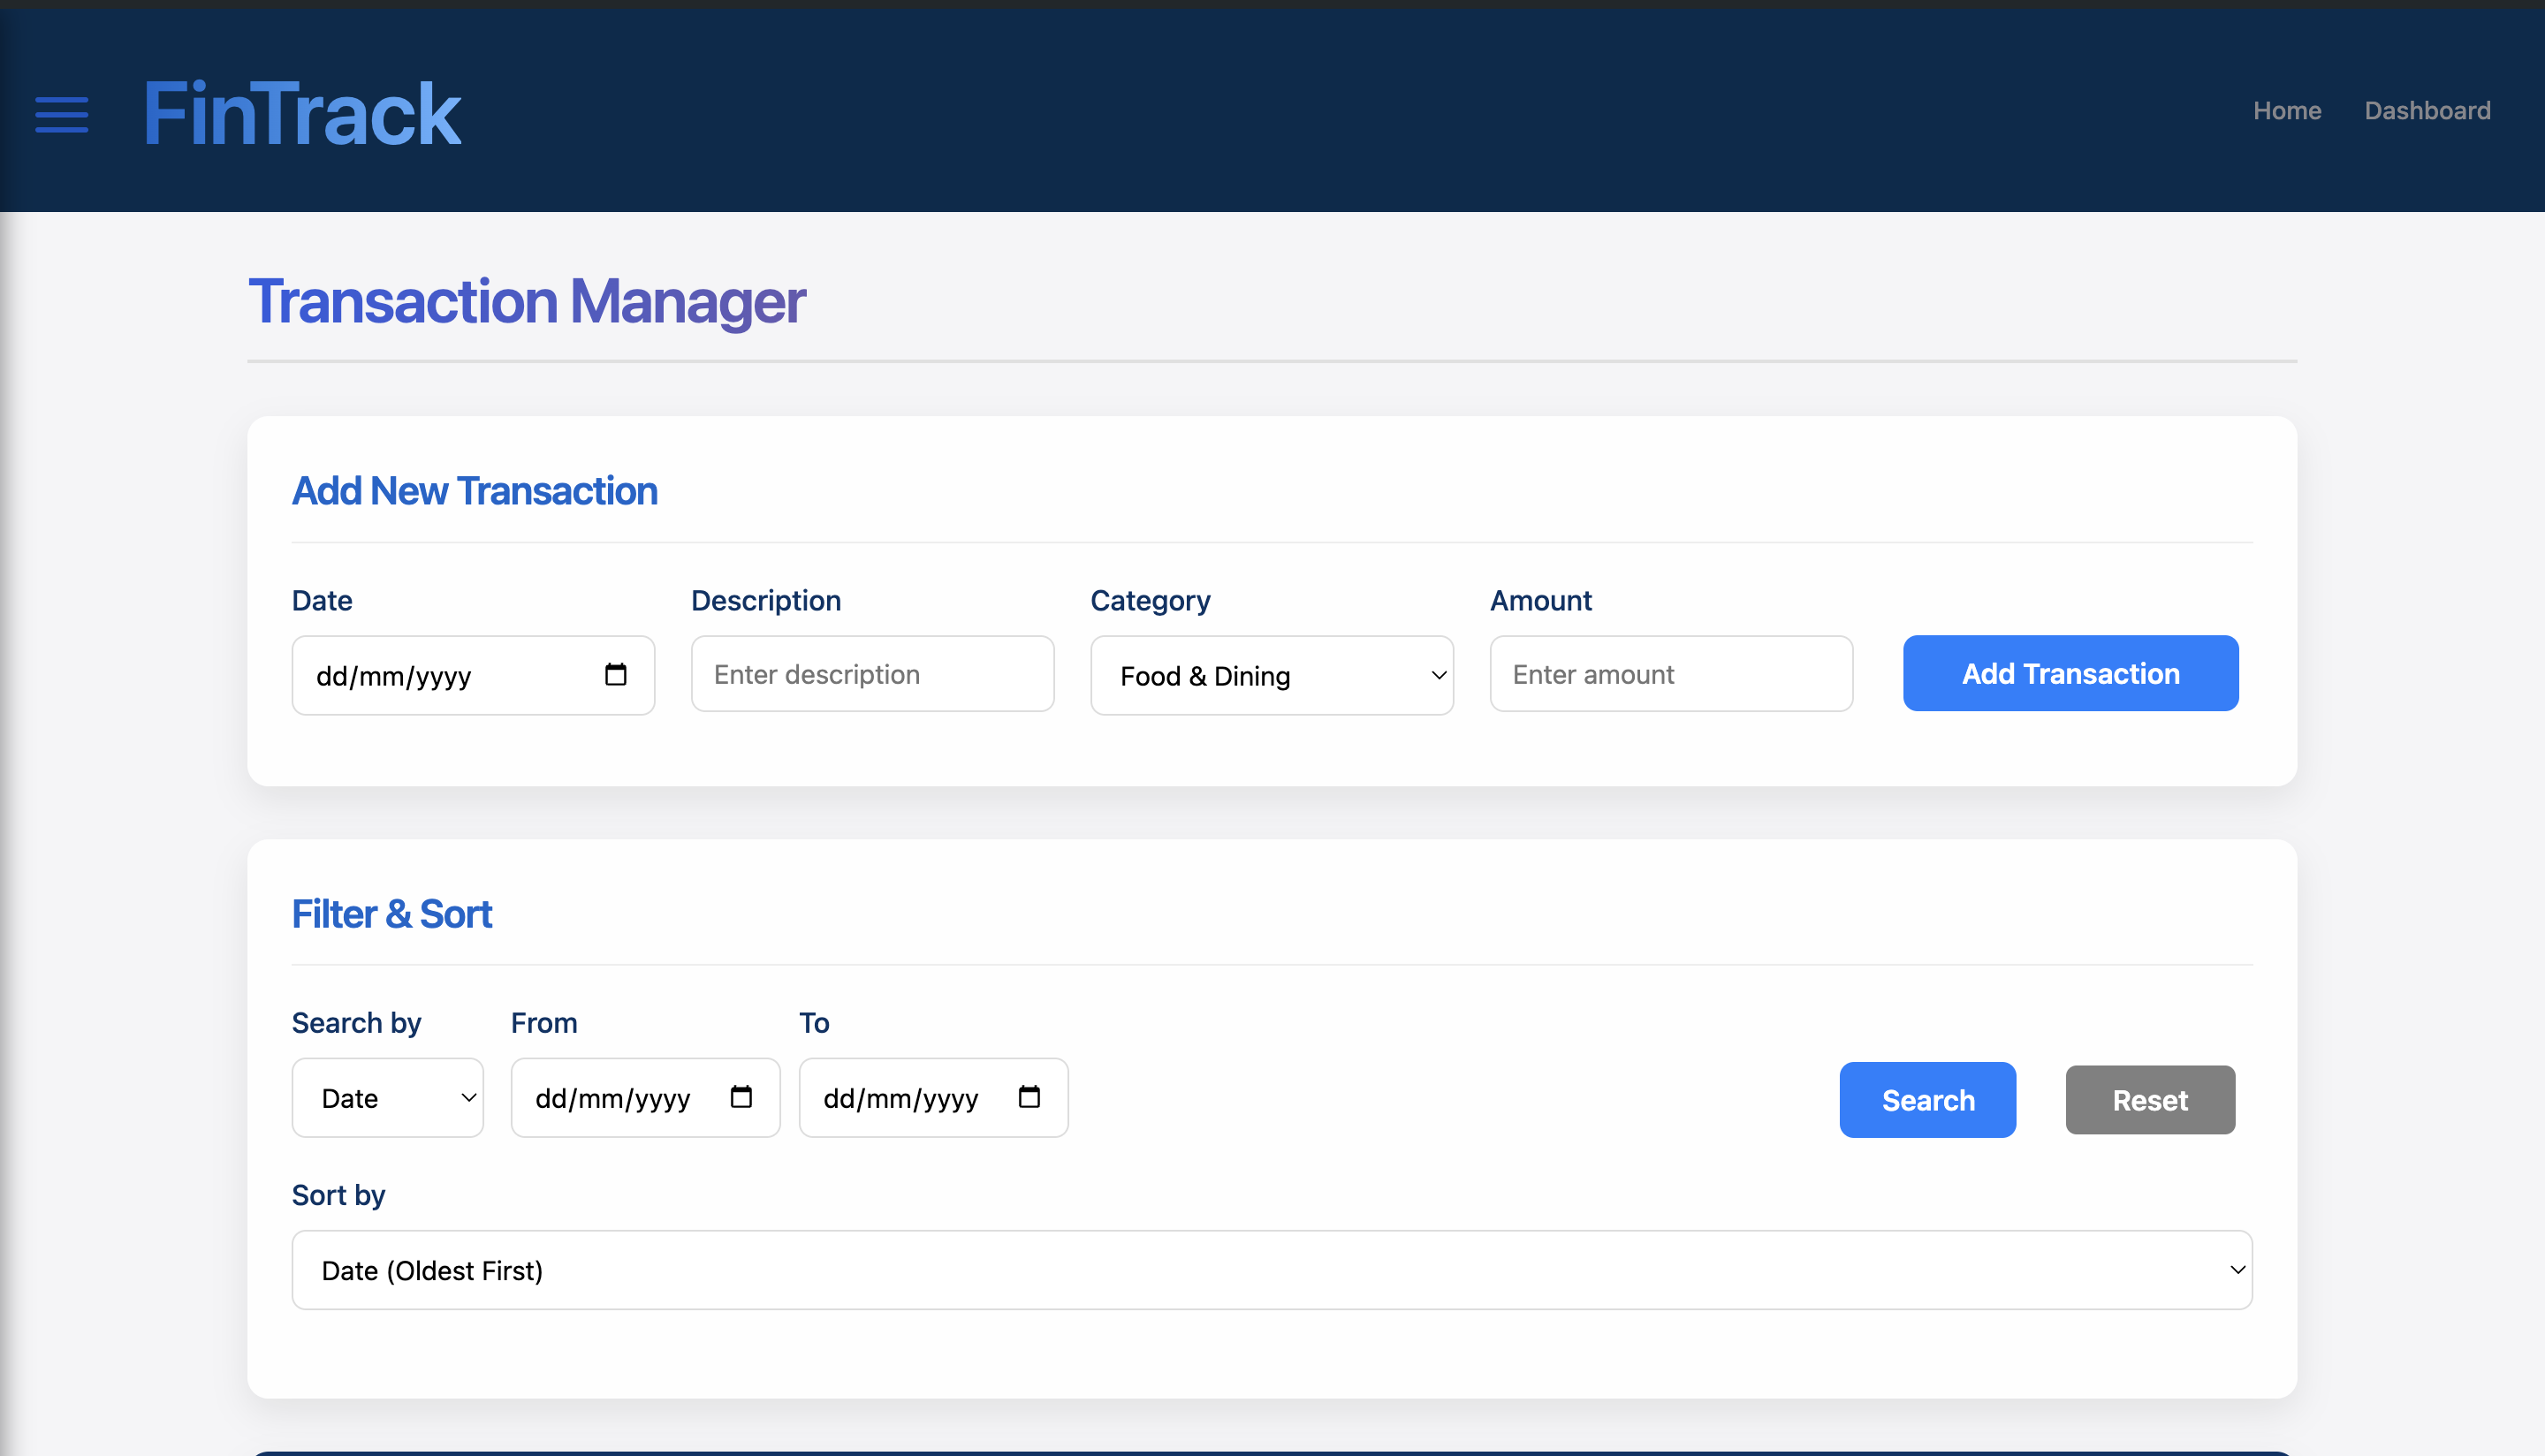 FinTrack
Home Dashboard
Transaction Manager
Add New Transaction
Date Description Category Amount
dd/mm/yyyy Enter description Food & Dining Enter amount Add Transaction
Filter & Sort
Search by From To
Date dd/mm/yyyy dd/mm/yyyy Search Reset
Sort by
Date (Oldest First)